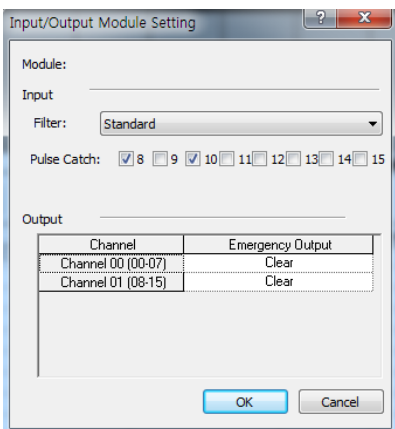 Input/Output Module Setting
Module:
Input
Filter: Standard
Pulse Catch: 8 9 10 11 12 13 14 15
Output
Channel Emergency Output
Channel 00 (00-07) Clear
Channel 01 (08-15) Clear
OK Cancel